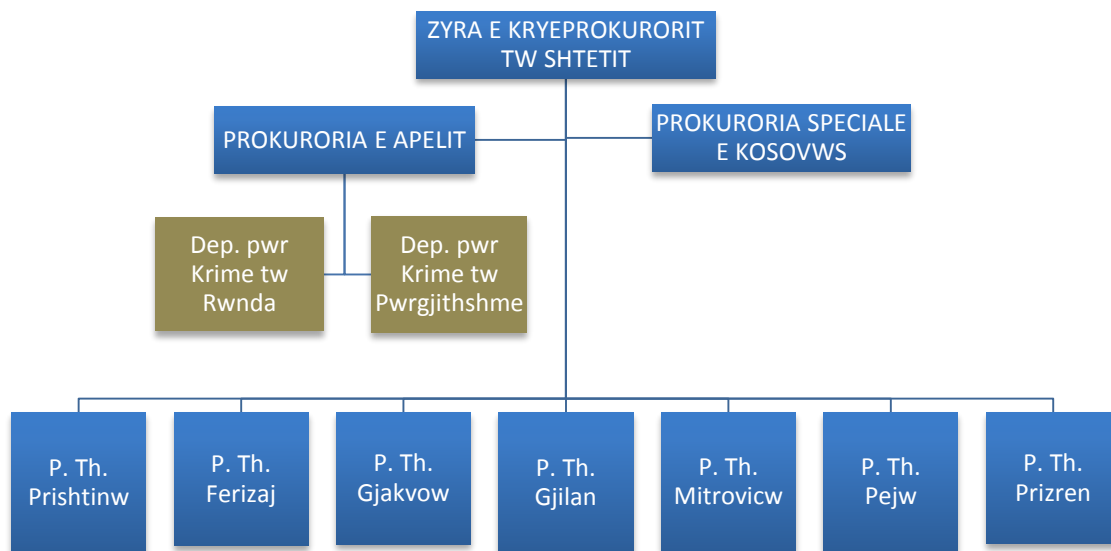 ZYRA E KRYEPROKURORIT
TW SHTETIT
PROKURORIA E APELIT
PROKURORIA SPECIALE
E KOSOVWS
Dep. pwr
Krime tw
Rwnda
Dep. pwr
Krime tw
Pwrgjithshme
P. Th.
Prishtinw
P. Th.
Ferizaj
P. Th.
Gjakvow
P. Th.
Gjilan
P. Th.
Mitrovicw
P. Th.
Pejw
P. Th.
Prizren